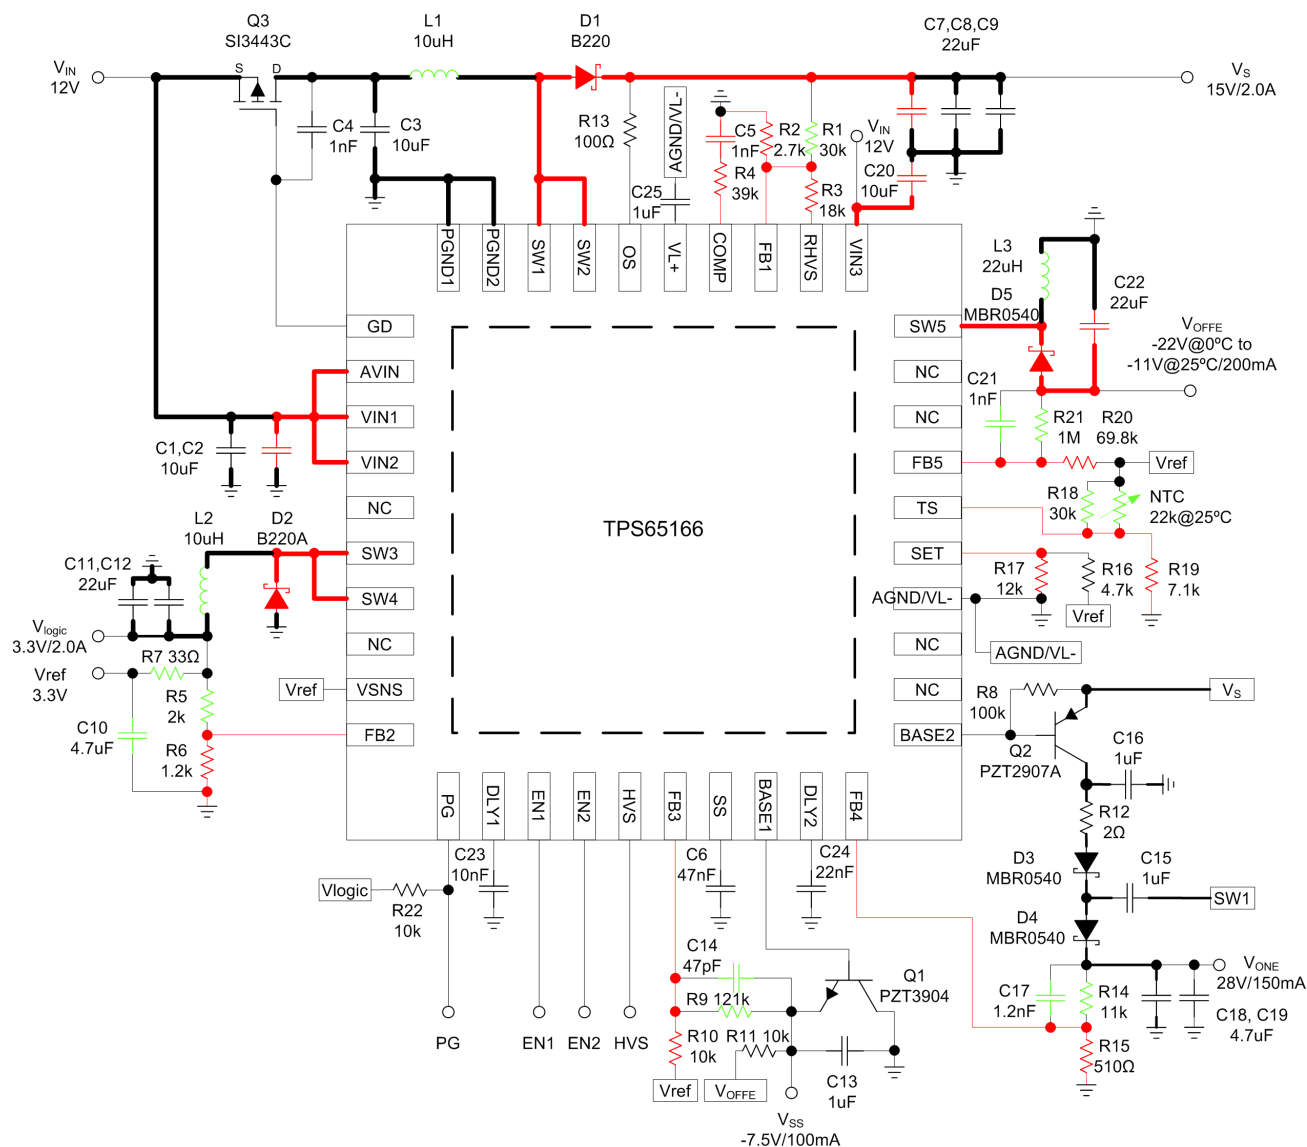 Q3
SI3443C
L1
10uH
D1
B220
C7,C8,C9
22uF
VIN
12V
S
D
VS
15V/2.0A
C4
1nF
C3
10uF
R13
100Ω
AGND/VL-
C5
1nF
R2
2.7k
R1
30k
VIN
12V
C20
10uF
C25
1uF
R4
39k
R3
18k
PGND1
PGND2
SW1
SW2
OS
VL+
COMP
FB1
RHVS
VIN3
L3
22uH
C22
22uF
D5
MBR0540
GD
SW5
VOFFE
-22V@0ºC to
-11V@25ºC/200mA
AVIN
NC
C21
1nF
VIN1
NC
R21
1M
R20
69.8k
C1,C2
10uF
VIN2
FB5
Vref
NC
TS
R18
30k
NTC
22k@25ºC
TPS65166
L2
10uH
D2
B220A
SW3
SET
C11,C12
22uF
R17
12k
R16
4.7k
R19
7.1k
SW4
AGND/VL-
Vref
Vlogic
3.3V/2.0A
NC
NC
AGND/VL-
R7 33Ω
Vref
3.3V
Vref
VSNS
NC
R8
100k
VS
R5
2k
C10
4.7uF
FB2
BASE2
R6
1.2k
Q2
PZT2907A
C16
1uF
PG
DLY1
EN1
EN2
HVS
FB3
SS
BASE1
DLY2
FB4
R12
2Ω
C23
10nF
C6
47nF
C24
22nF
D3
MBR0540
C15
1uF
Vlogic
R22
10k
SW1
D4
MBR0540
C14
47pF
Q1
PZT3904
VONE
28V/150mA
R9 121k
C17
1.2nF
R14
11k
C18, C19
4.7uF
PG
EN1
EN2
HVS
R10
10k
R11 10k
R15
510Ω
Vref
VOFFE
C13
1uF
VSS
-7.5V/100mA